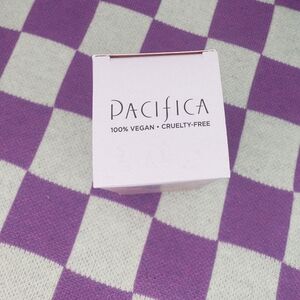 PACIFICA
100% VEGAN • CRUELTY-FREE